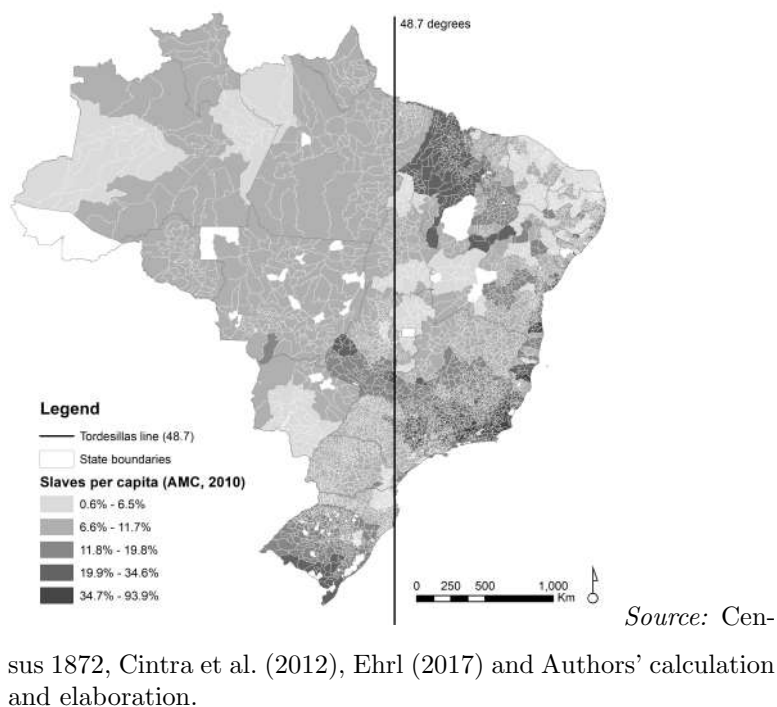 48.7 degrees
Legend
Tordesillas line (48.7)
State boundaries
Slaves per capita (AMC, 2010)
0.6% - 6.5%
6.6% - 11.7%
11.8% - 19.8%
19.9% - 34.6%
34.7% - 93.9%
0 250 500 1,000
Km
Source: Cen-
sus 1872, Cintra et al. (2012), Ehrl (2017) and Authors' calculation
and elaboration.